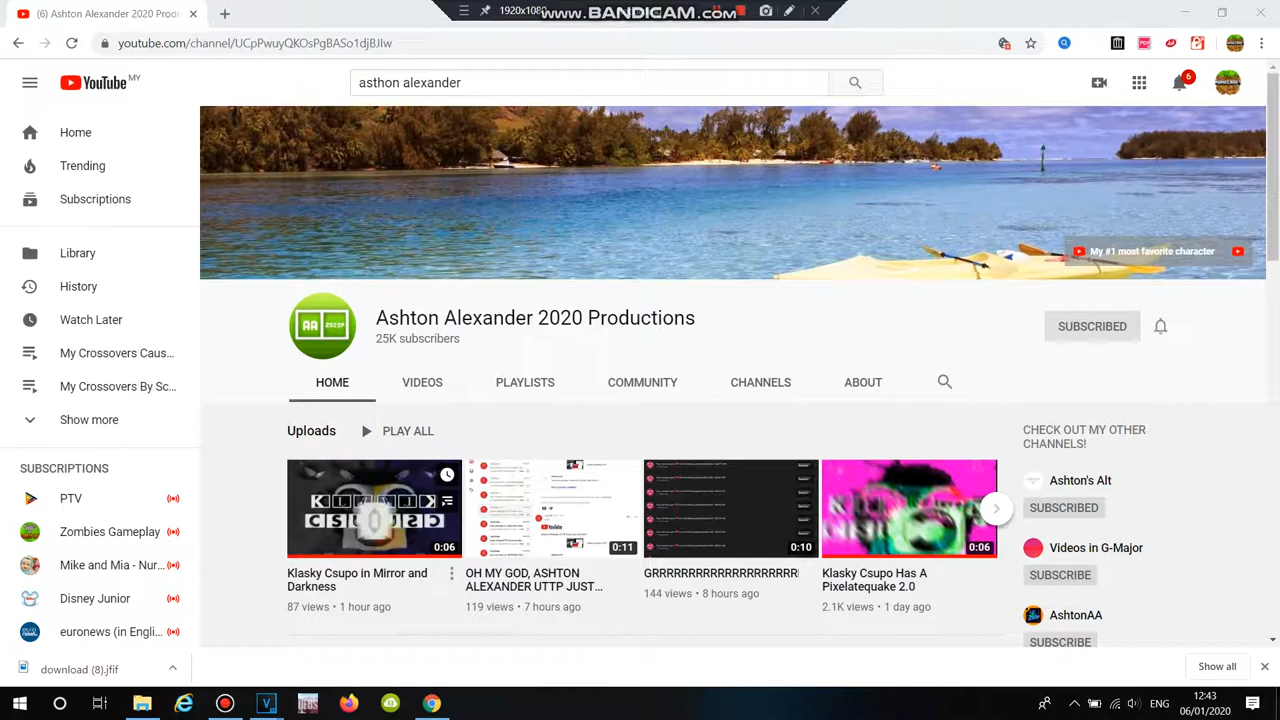 1920x1080
www.BANDICAM.com
(6) Ashton Alexander 2020 Produ
youtube.com/channel/UCpPwuyQKOsPgBASo1djBJIw
YouTube MY
asthon alexander
6
Home
Trending
Subscriptions
Library
History
Watch Later
My Crossovers Caus...
My Crossovers By Sc...
Show more
SUBSCRIPTIONS
PTV
Zombies Gameplay
Mike and Mia - Nur...
Disney Junior
euronews (in Engli...
My #1 most favorite character
AA 2020P
Ashton Alexander 2020 Productions
25K subscribers
SUBSCRIBED
HOME VIDEOS PLAYLISTS COMMUNITY CHANNELS ABOUT
Uploads PLAY ALL
0:11 0:10 0:06
Klasky Csupo in Mirror and Darkness
87 views • 1 hour ago
OH MY GOD, ASHTON ALEXANDER UTTP JUST...
119 views • 7 hours ago
GRRRRRRRRRRRRRRRRRRRRI
144 views • 8 hours ago
Klasky Csupo Has A Pixelatequake 2.0
2.1K views • 1 day ago
CHECK OUT MY OTHER CHANNELS!
Ashton's Alt
SUBSCRIBED
Videos in G-Major
SUBSCRIBE
AshtonAA
SUBSCRIBE
download (8).jfif
Show all
ENG
12:43
06/01/2020